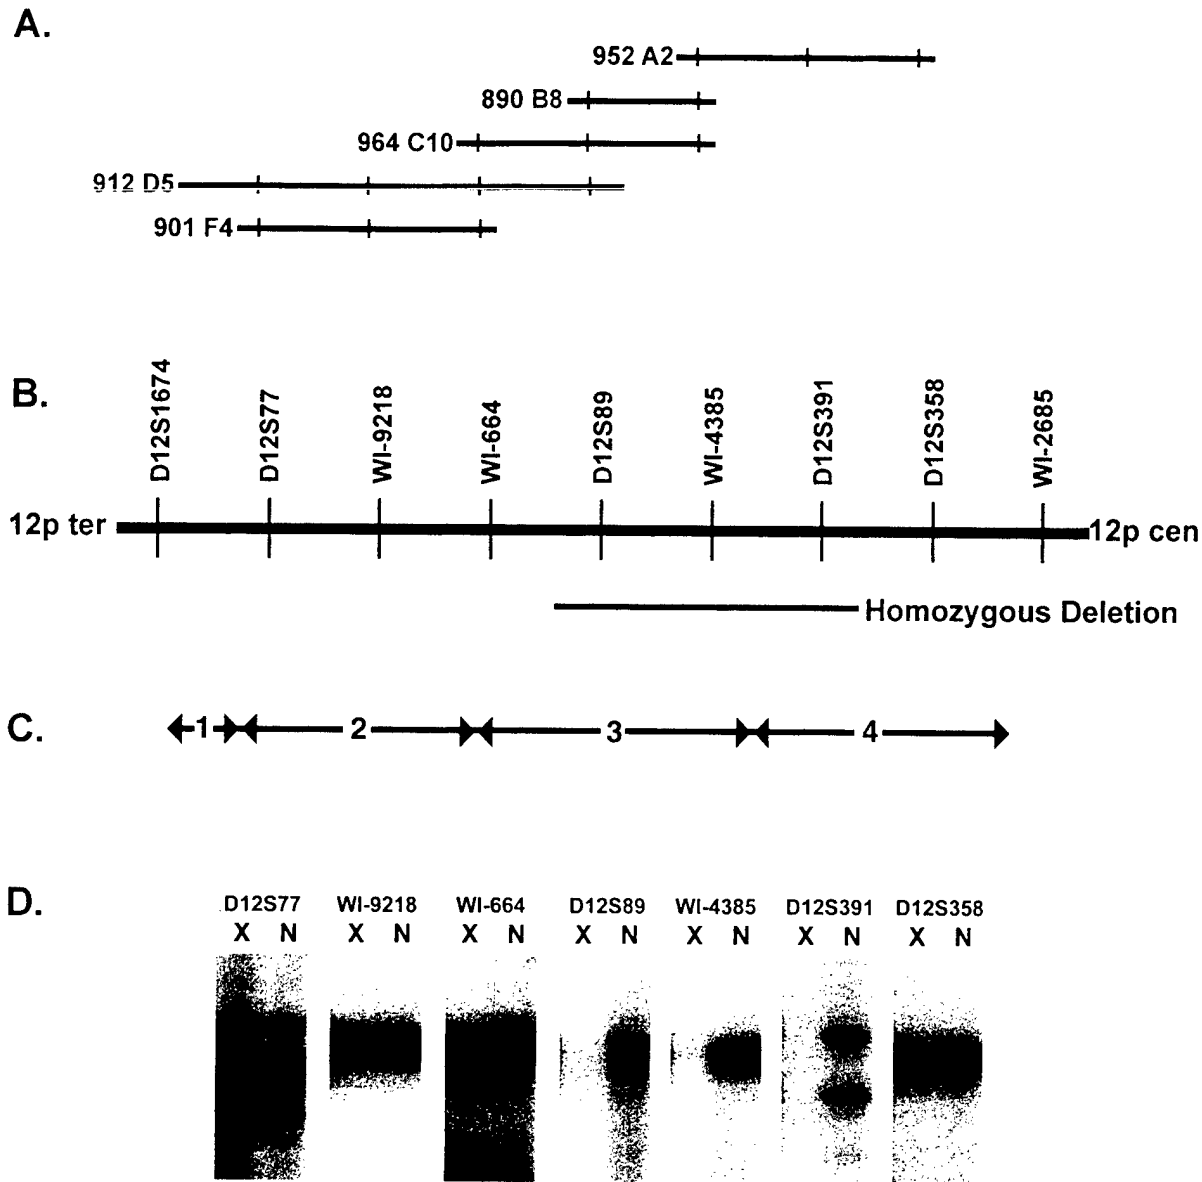 A.
952 A2
890 B8
964 C10
912 D5
901 F4
B.
D12S1674
D12S77
WI-9218
WI-664
D12S89
WI-4385
D12S391
D12S358
WI-2685
12p ter
12p cen
Homozygous Deletion
C.
1
2
3
4
D.
D12S77 WI-9218 WI-664 D12S89 WI-4385 D12S391 D12S358
X N X N X N X N X N X N X N